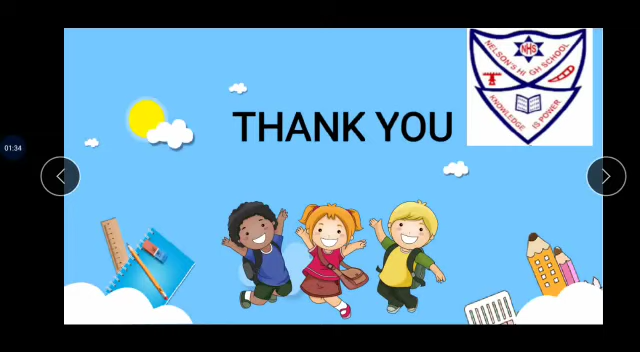 01:34
THANK YOU
NHS
NELSON'S HIGH SCHOOL
KNOWLEDGE IS POWER